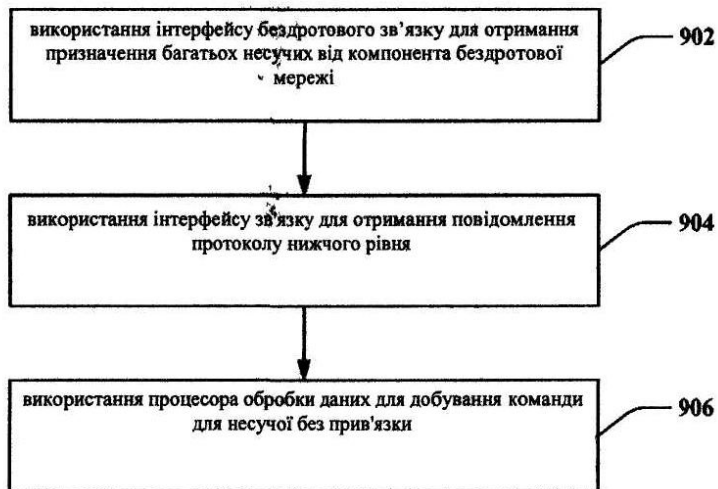 використання інтерфейсу бездротового зв’язку для отримання
призначення багатьох несучих від компонента бездротової
мережі
902
використання інтерфейсу зв'язку для отримання повідомлення
протоколу нижчого рівня
904
використання процесора обробки даних для добування команди
для несучої без прив'язки
906